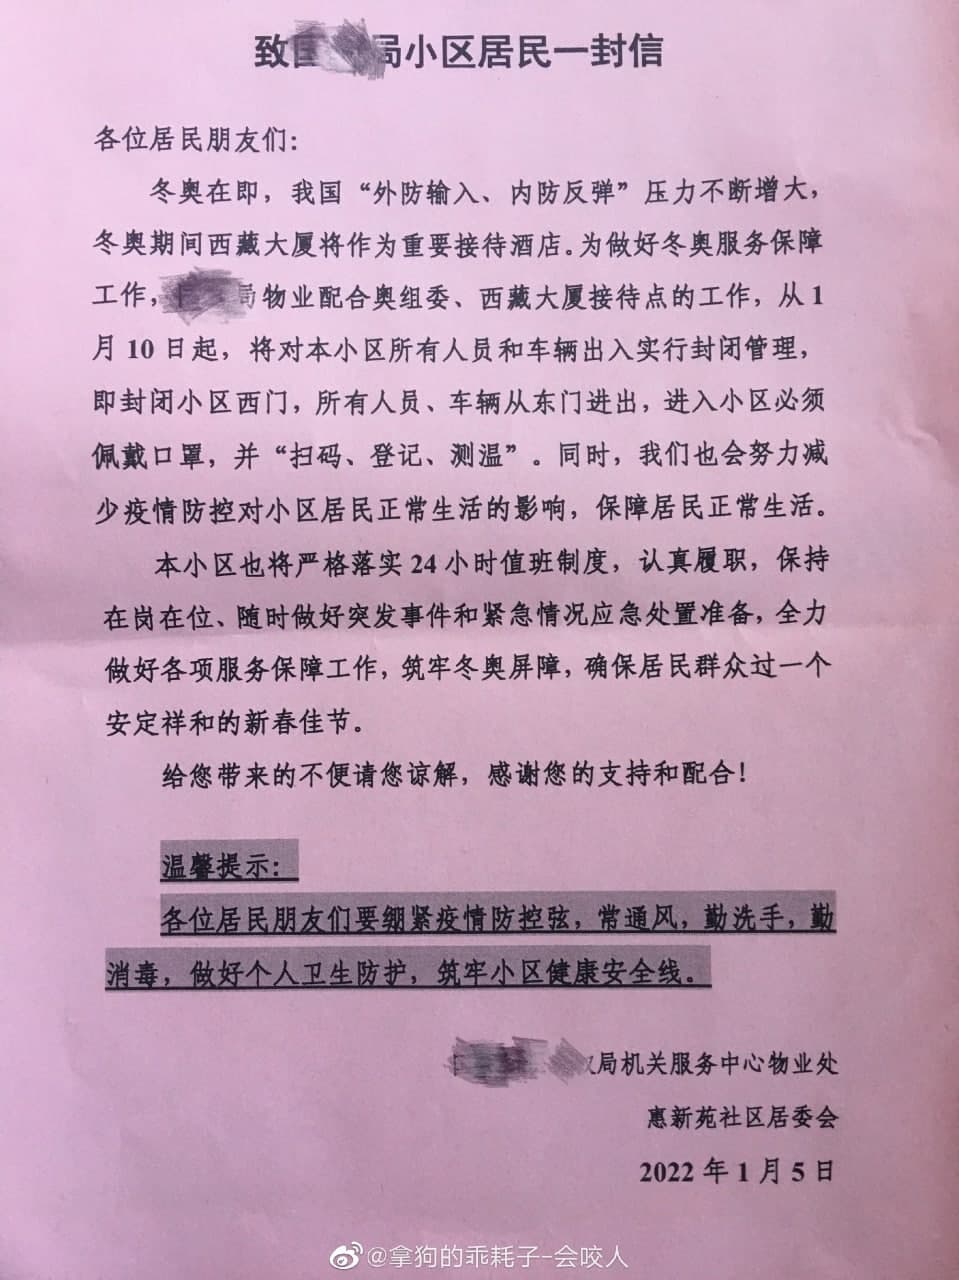 致国局小区居民一封信
各位居民朋友们：
冬奥在即，我国“外防输入、内防反弹”压力不断增大，
冬奥期间西藏大厦将作为重要接待酒店。为做好冬奥服务保障
工作，局物业配合奥组委、西藏大厦接待点的工作，从1
月10日起，将对本小区所有人员和车辆出入实行封闭管理，
即封闭小区西门，所有人员、车辆从东门进出，进入小区必须
佩戴口罩，并“扫码、登记、测温”。同时，我们也会努力减
少疫情防控对小区居民正常生活的影响，保障居民正常生活。
本小区也将严格落实24小时值班制度，认真履职，保持
在岗在位、随时做好突发事件和紧急情况应急处置准备，全力
做好各项服务保障工作，筑牢冬奥屏障，确保居民群众过一个
安定祥和的新春佳节。
给您带来的不便请您谅解，感谢您的支持和配合！
温馨提示：
各位居民朋友们要绷紧疫情防控弦，常通风，勤洗手，勤
消毒，做好个人卫生防护，筑牢小区健康安全线。
局机关服务中心物业处
惠新苑社区居委会
2022年1月5日
@拿狗的乖耗子-会咬人